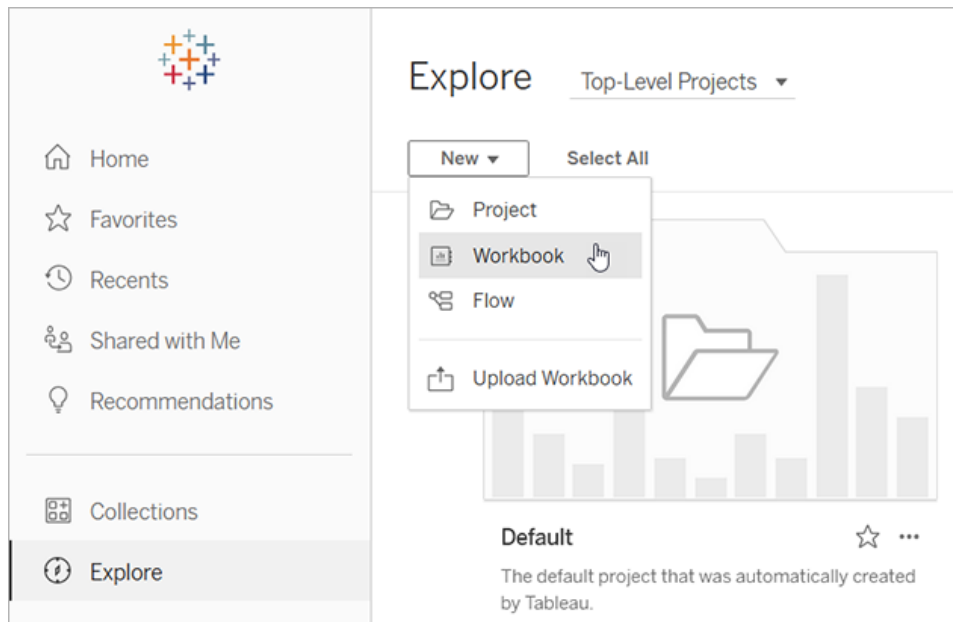 Home
Favorites
Recents
Shared with Me
Recommendations
Collections
Explore
Explore
Top-Level Projects
New
Select All
Project
Workbook
Flow
Upload Workbook
Default
The default project that was automatically created
by Tableau.